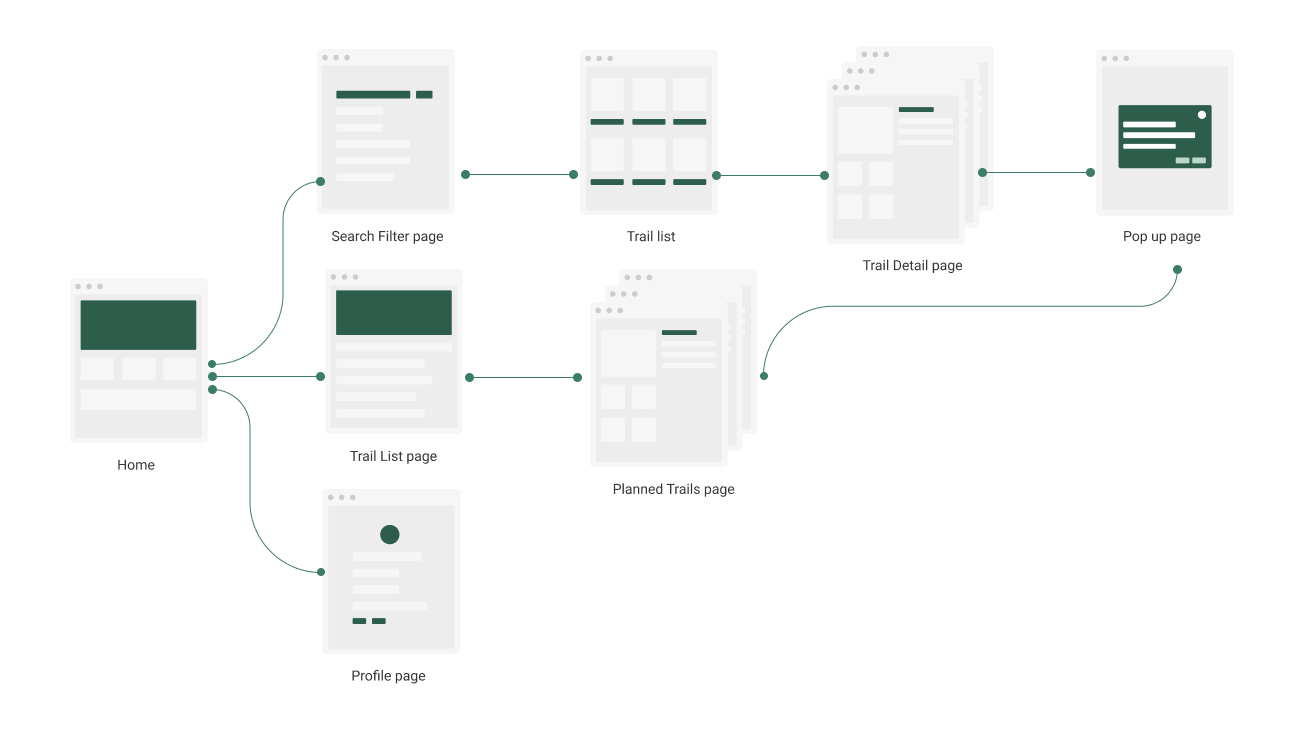 Search Filter page
Trail list
Trail Detail page
Pop up page
Home
Trail List page
Planned Trails page
Profile page